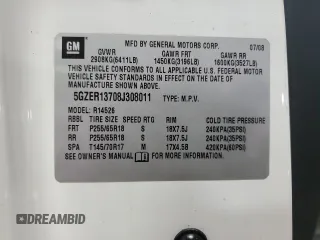 GM
MFD BY GENERAL MOTORS CORP. 07/08
GVWR GAWR FRT GAWR RR
2908KG(6411LB) 1450KG(3196LB) 1600KG(3527LB)
THIS VEHICLE CONFORMS TO ALL APPLICABLE U.S. FEDERAL MOTOR
VEHICLE SAFETY STANDARDS IN EFFECT ON THE DATE OF
MANUFACTURE SHOWN ABOVE.
5GZER13708J308011 TYPE: M.P.V.
MODEL: R14526
RBBL TIRE SIZE SPEED RTG RIM COLD TIRE PRESSURE
FRT P255/65R18 S 18X7.5J 240KPA(35PSI)
RR P255/65R18 S 18X7.5J 240KPA(35PSI)
SPA T145/70R17 M 17X4.5B 420KPA(60PSI)
SEE OWNER'S MANUAL FOR ADDITIONAL INFORMATION.
DREAMBID